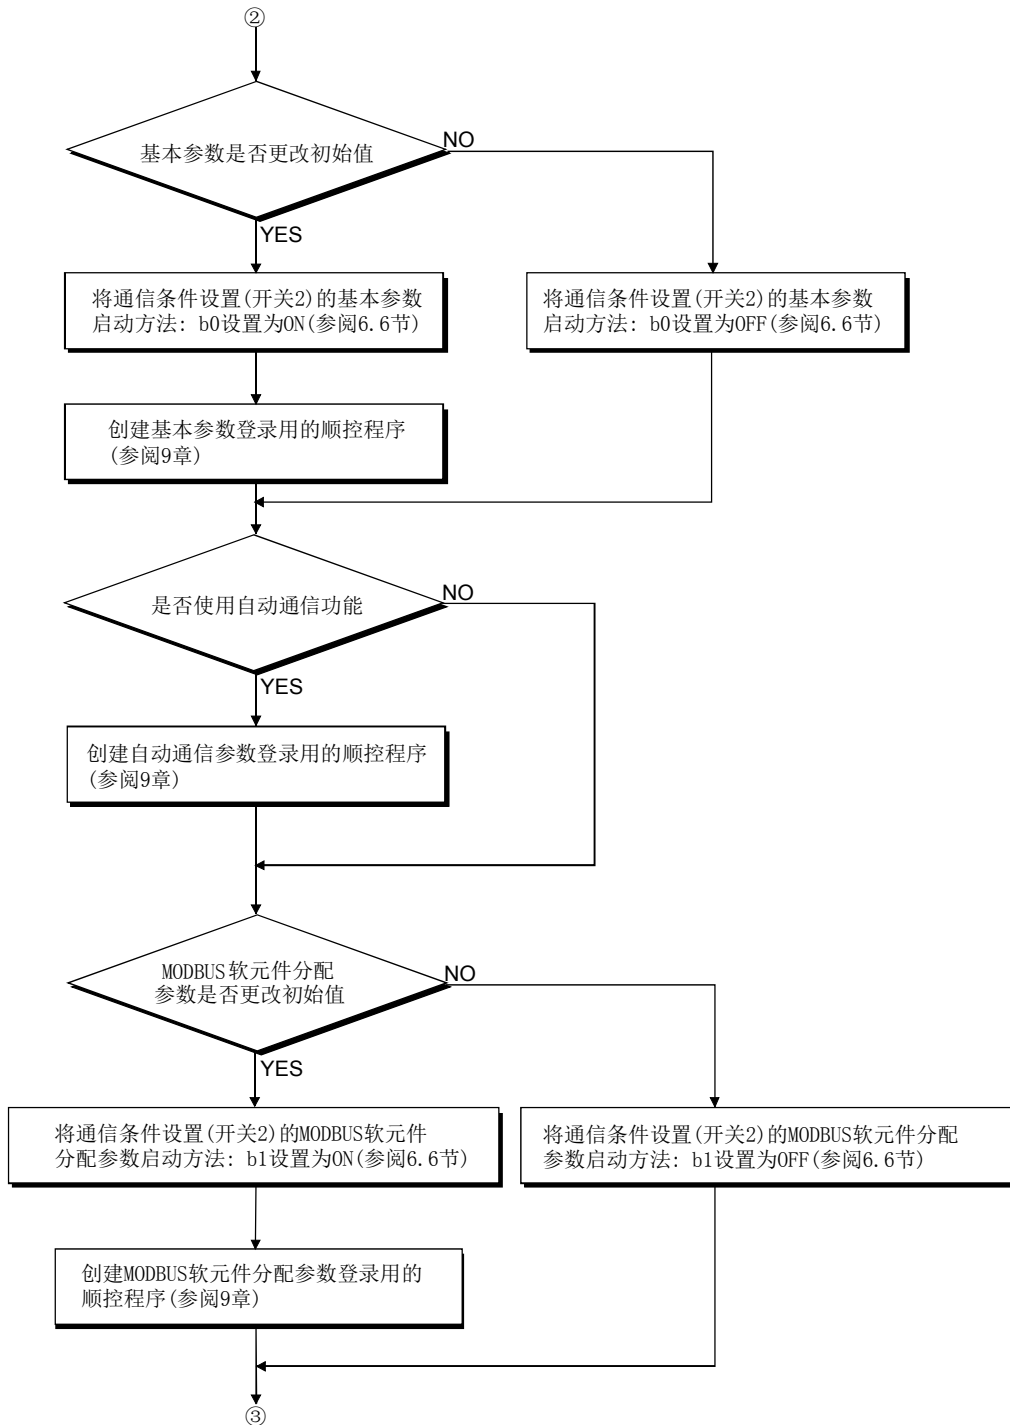 ②
基本参数是否更改初始值
NO
YES
将通信条件设置(开关2)的基本参数
启动方法: b0设置为ON(参阅6.6节)
将通信条件设置(开关2)的基本参数
启动方法: b0设置为OFF(参阅6.6节)
创建基本参数登录用的顺控程序
(参阅9章)
是否使用自动通信功能
NO
YES
创建自动通信参数登录用的顺控程序
(参阅9章)
MODBUS软元件分配
参数是否更改初始值
NO
YES
将通信条件设置(开关2)的MODBUS软元件
分配参数启动方法: b1设置为ON(参阅6.6节)
将通信条件设置(开关2)的MODBUS软元件分配
参数启动方法: b1设置为OFF(参阅6.6节)
创建MODBUS软元件分配参数登录用的
顺控程序(参阅9章)
③